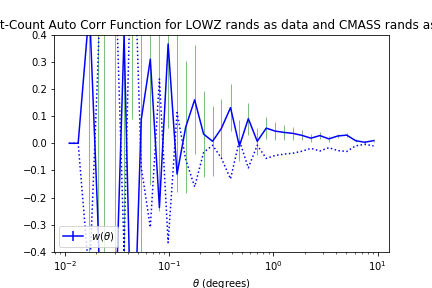 t-Count Auto Corr Function for LOWZ rands as data and CMASS rands as
0.4
0.3
0.2
0.1
0.0
−0.1
−0.2
−0.3
−0.4
w(θ)
10⁻² 10⁻¹ 10⁰ 10¹
θ (degrees)